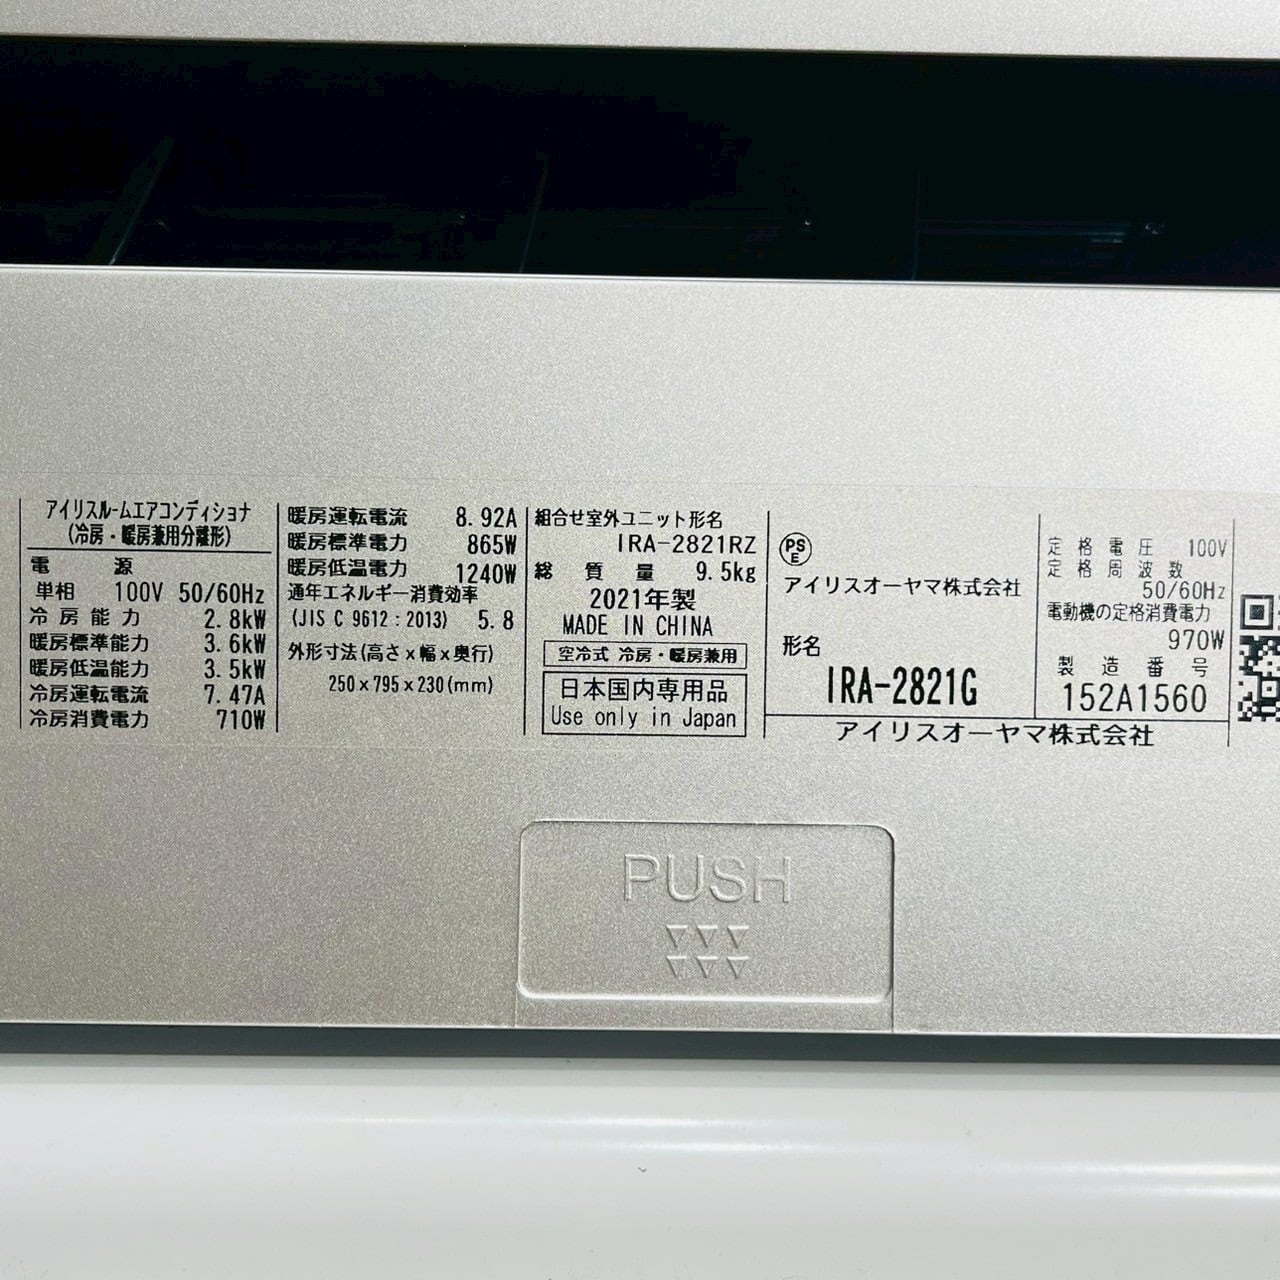 アイリスルームエアコンディショナ
(冷房・暖房兼用分離形)
電 源
単相 100V 50/60Hz
冷房能力 2.8kW
暖房標準能力 3.6kW
暖房低温能力 3.5kW
冷房運転電流 7.47A
冷房消費電力 710W
暖房運転電流 8.92A
暖房標準電力 865W
暖房低温電力 1240W
通年エネルギー消費効率
(JIS C 9612:2013) 5.8
外形寸法(高さx幅x奥行)
250x795x230(mm)
組合せ室外ユニット形名
IRA-2821RZ
総質量 9.5kg
2021年製
MADE IN CHINA
空冷式 冷房・暖房兼用
日本国内専用品
Use only in Japan
PS
E
アイリスオーヤマ株式会社
形名
IRA-2821G
定格電圧 100V
定格周波数
50/60Hz
電動機の定格消費電力
970W
製造番号
152A1560
アイリスオーヤマ株式会社
PUSH